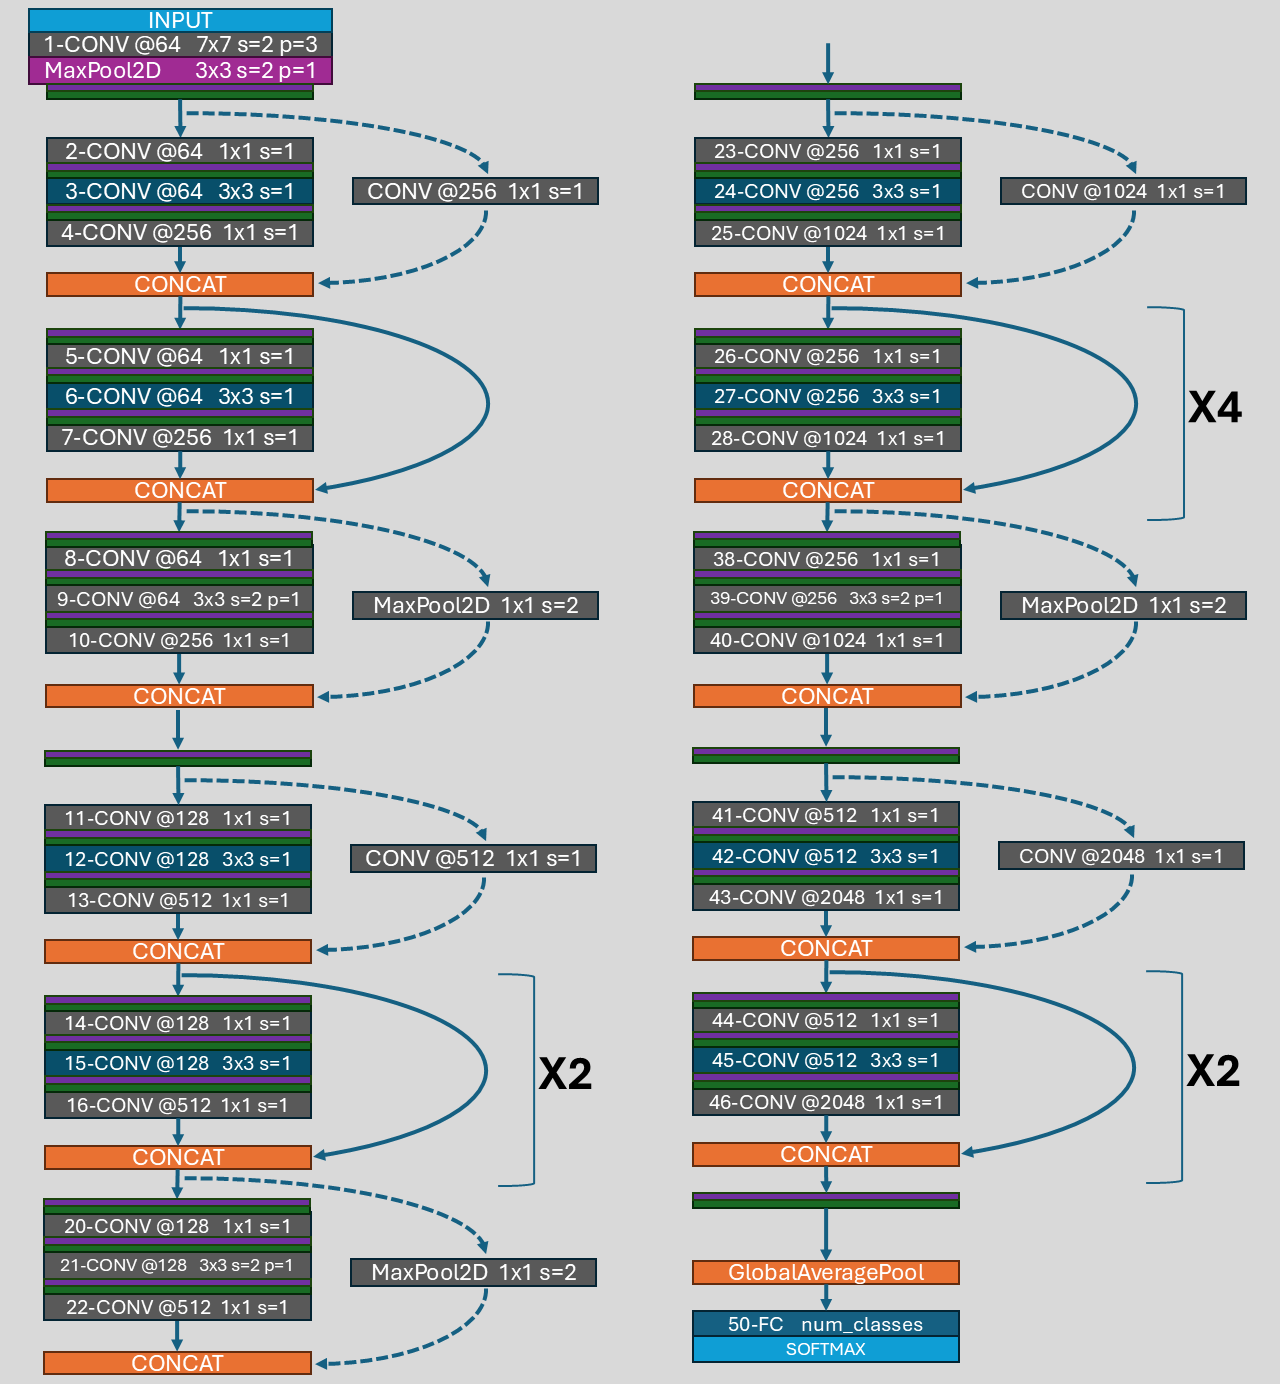 INPUT
1-CONV @64 7x7 s=2 p=3
MaxPool2D 3x3 s=2 p=1
2-CONV @64 1x1 s=1
3-CONV @64 3x3 s=1
4-CONV @256 1x1 s=1
CONV @256 1x1 s=1
CONCAT
5-CONV @64 1x1 s=1
6-CONV @64 3x3 s=1
7-CONV @256 1x1 s=1
CONCAT
8-CONV @64 1x1 s=1
9-CONV @64 3x3 s=2 p=1
10-CONV @256 1x1 s=1
MaxPool2D 1x1 s=2
CONCAT
11-CONV @128 1x1 s=1
12-CONV @128 3x3 s=1
13-CONV @512 1x1 s=1
CONV @512 1x1 s=1
CONCAT
14-CONV @128 1x1 s=1
15-CONV @128 3x3 s=1
16-CONV @512 1x1 s=1
X2
CONCAT
20-CONV @128 1x1 s=1
21-CONV @128 3x3 s=2 p=1
22-CONV @512 1x1 s=1
MaxPool2D 1x1 s=2
CONCAT
23-CONV @256 1x1 s=1
24-CONV @256 3x3 s=1
25-CONV @1024 1x1 s=1
CONV @1024 1x1 s=1
CONCAT
26-CONV @256 1x1 s=1
27-CONV @256 3x3 s=1
28-CONV @1024 1x1 s=1
X4
CONCAT
38-CONV @256 1x1 s=1
39-CONV @256 3x3 s=2 p=1
40-CONV @1024 1x1 s=1
MaxPool2D 1x1 s=2
CONCAT
41-CONV @512 1x1 s=1
42-CONV @512 3x3 s=1
43-CONV @2048 1x1 s=1
CONV @2048 1x1 s=1
CONCAT
44-CONV @512 1x1 s=1
45-CONV @512 3x3 s=1
46-CONV @2048 1x1 s=1
X2
CONCAT
GlobalAveragePool
50-FC num_classes
SOFTMAX